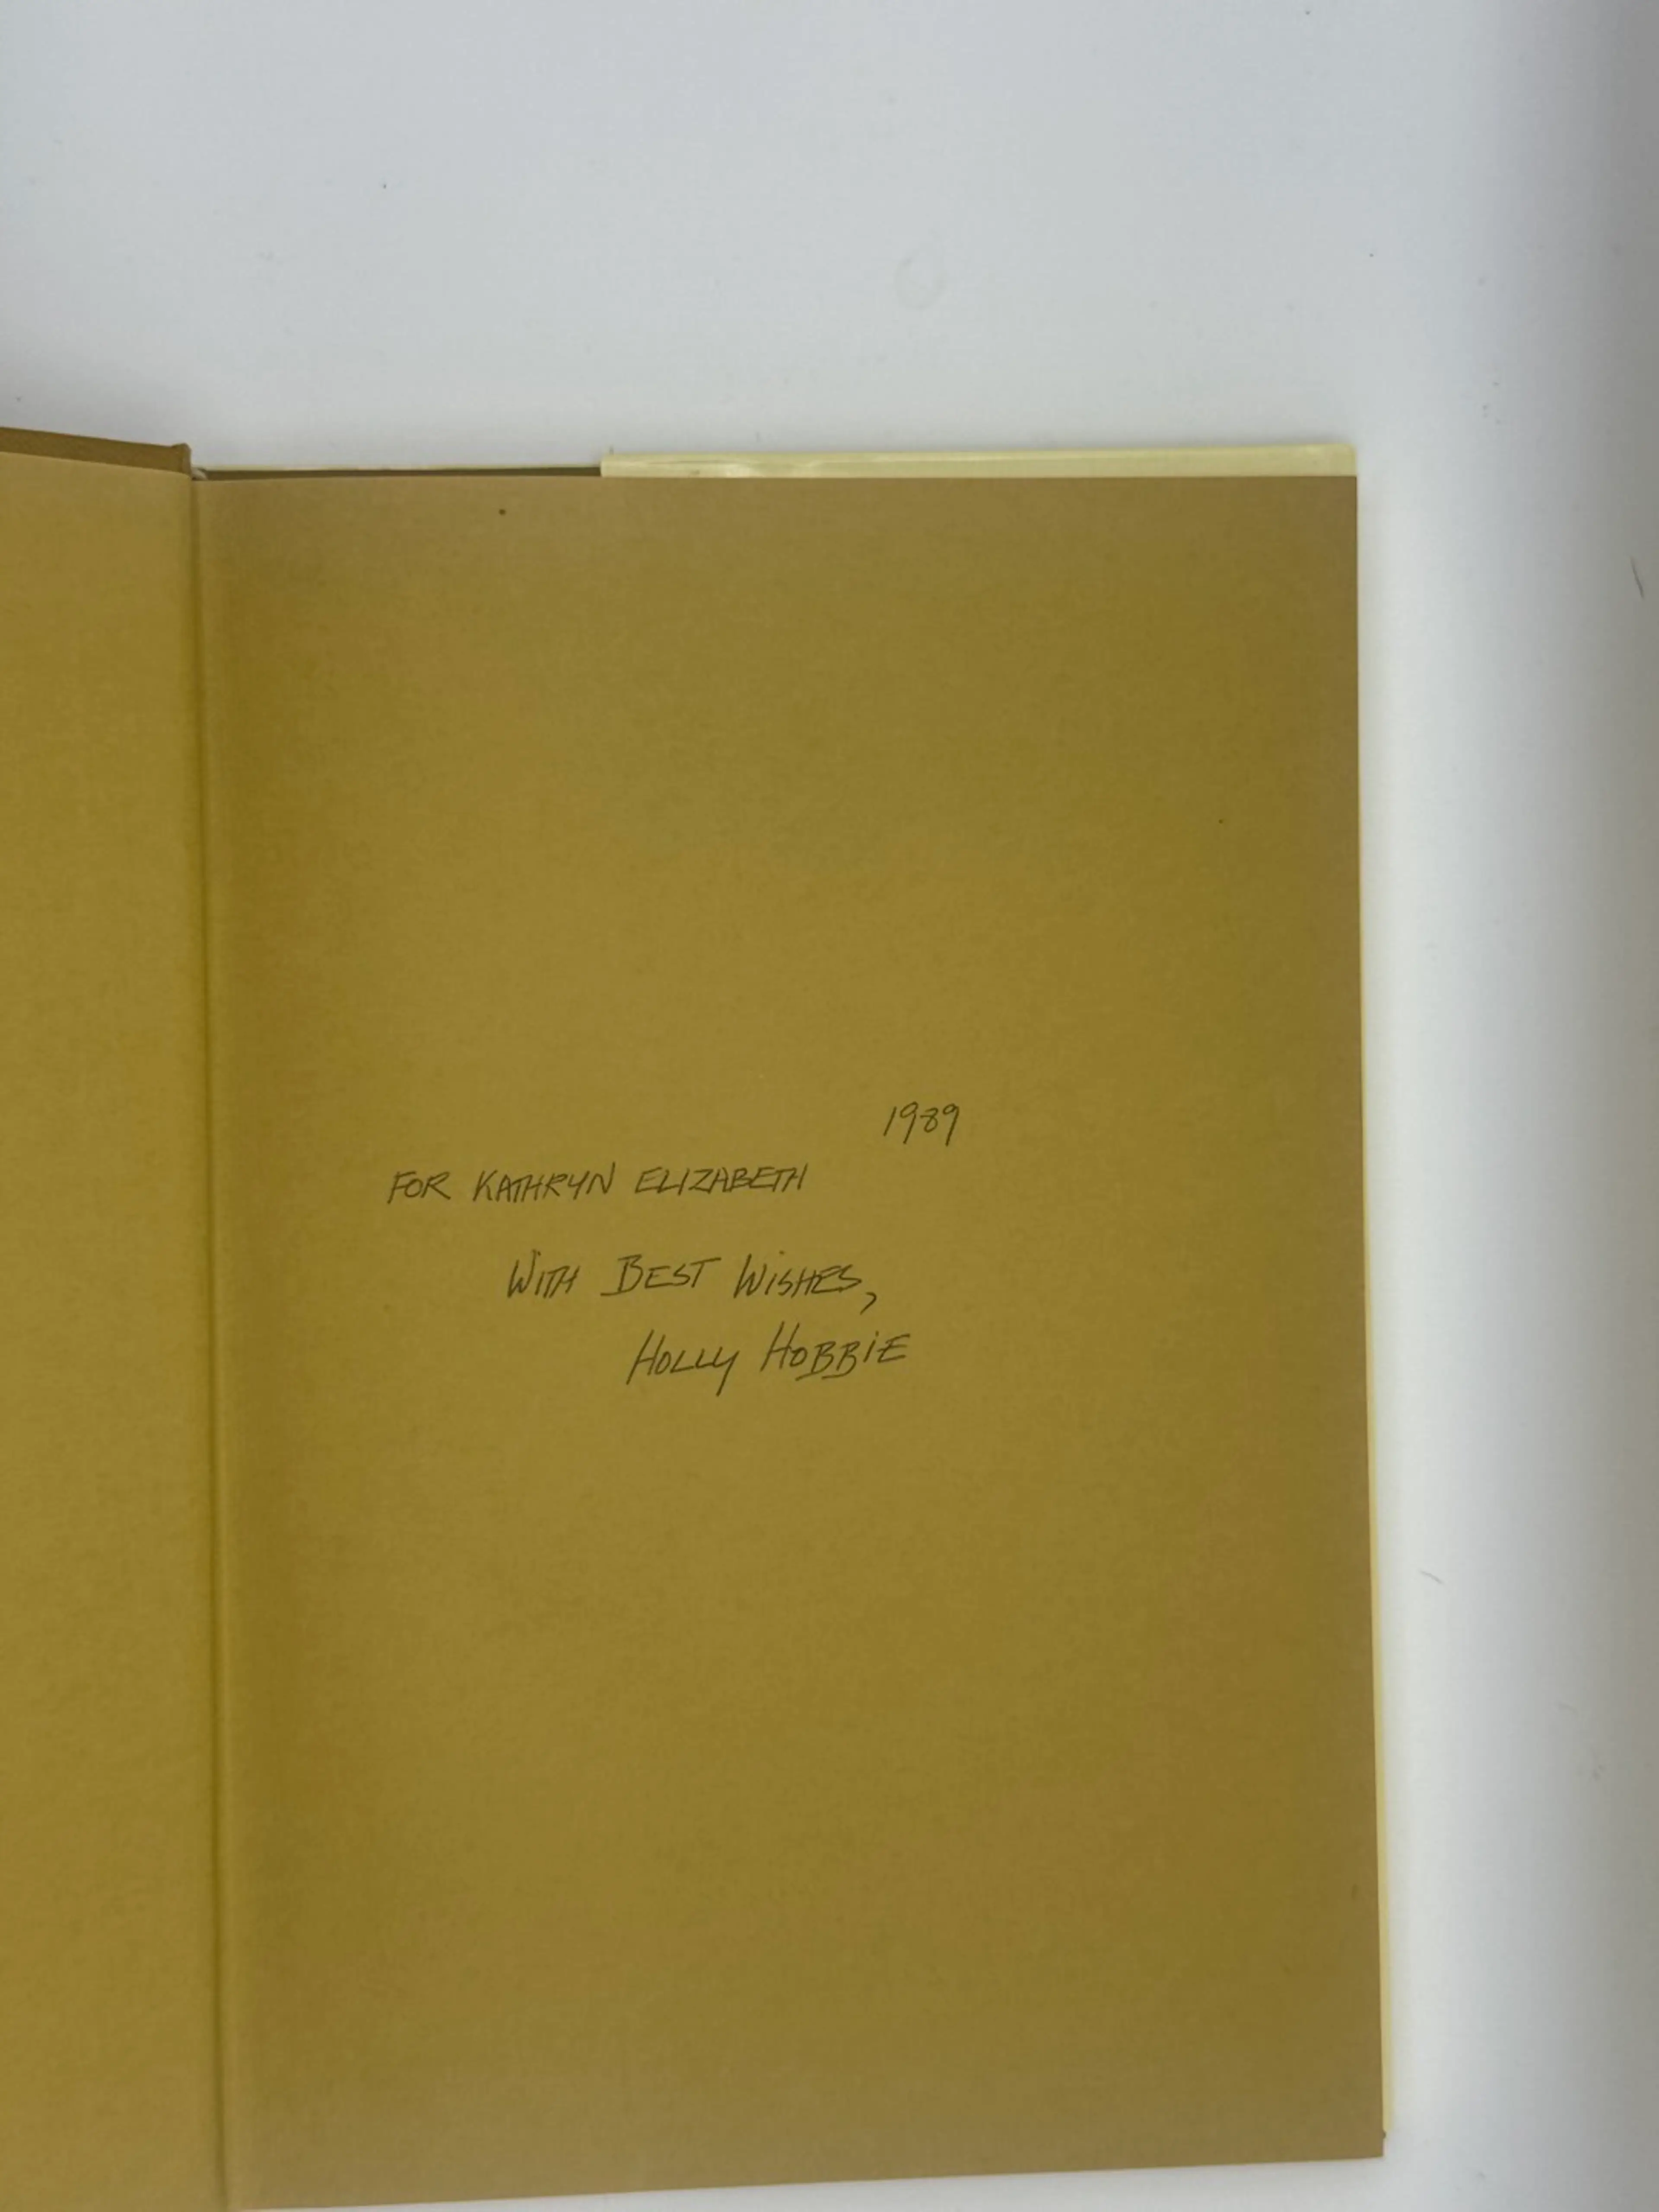 1989
FOR KATHRYN ELIZABETH
WITH BEST WISHES,
HOLLY HOBBIE